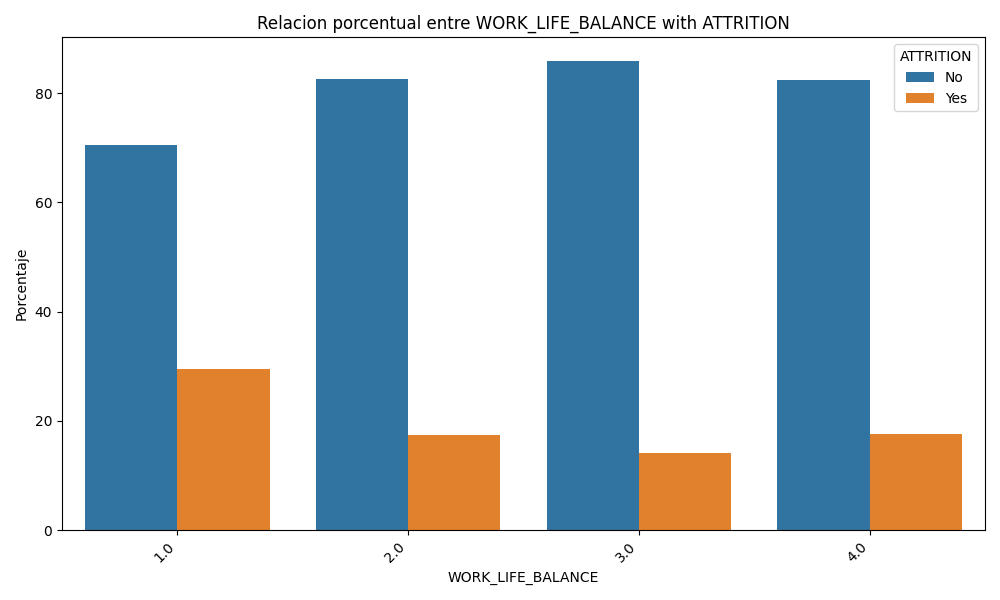 Relacion porcentual entre WORK_LIFE_BALANCE with ATTRITION
ATTRITION
No
Yes
Porcentaje
80
60
40
20
0
1.0
2.0
3.0
4.0
WORK_LIFE_BALANCE